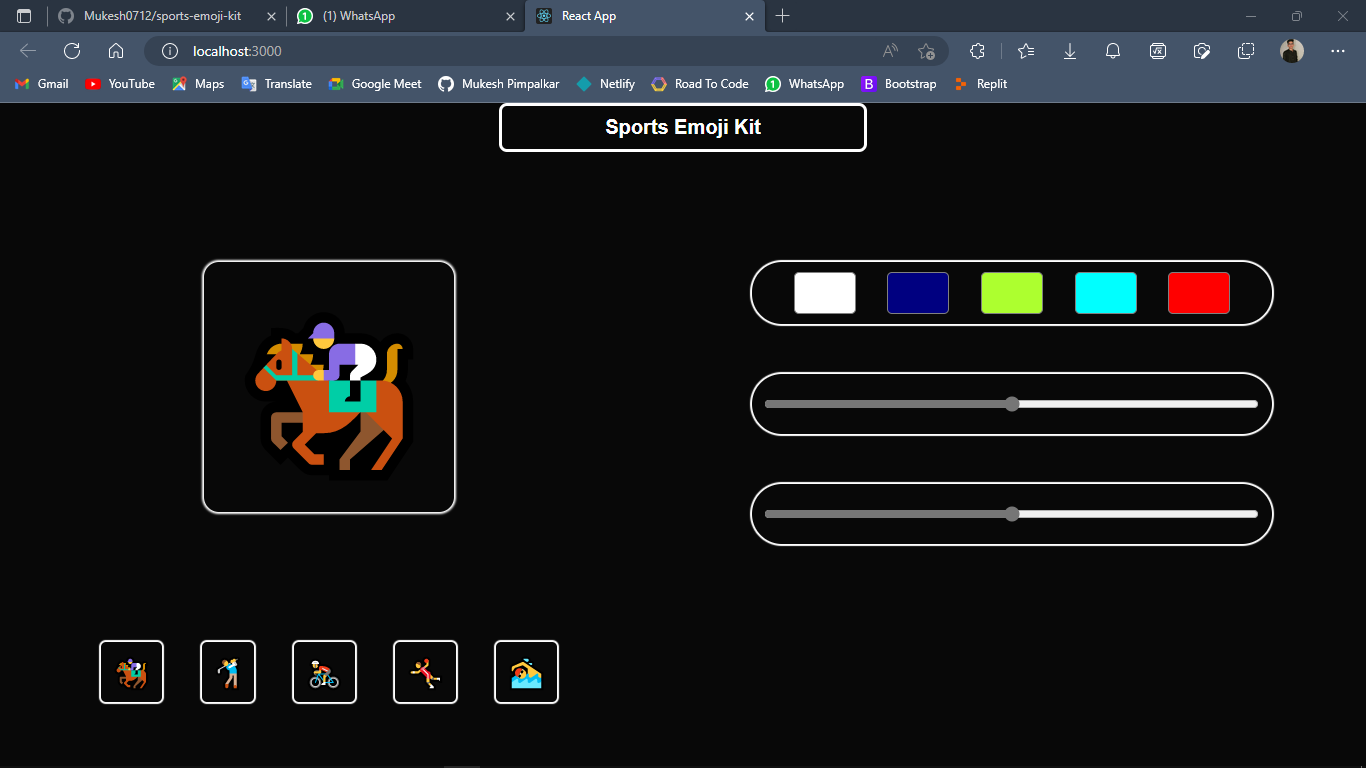 Mukesh0712/sports-emoji-kit
(1) WhatsApp
React App
localhost:3000
Gmail
YouTube
Maps
Translate
Google Meet
Mukesh Pimpalkar
Netlify
Road To Code
WhatsApp
Bootstrap
Replit
Sports Emoji Kit